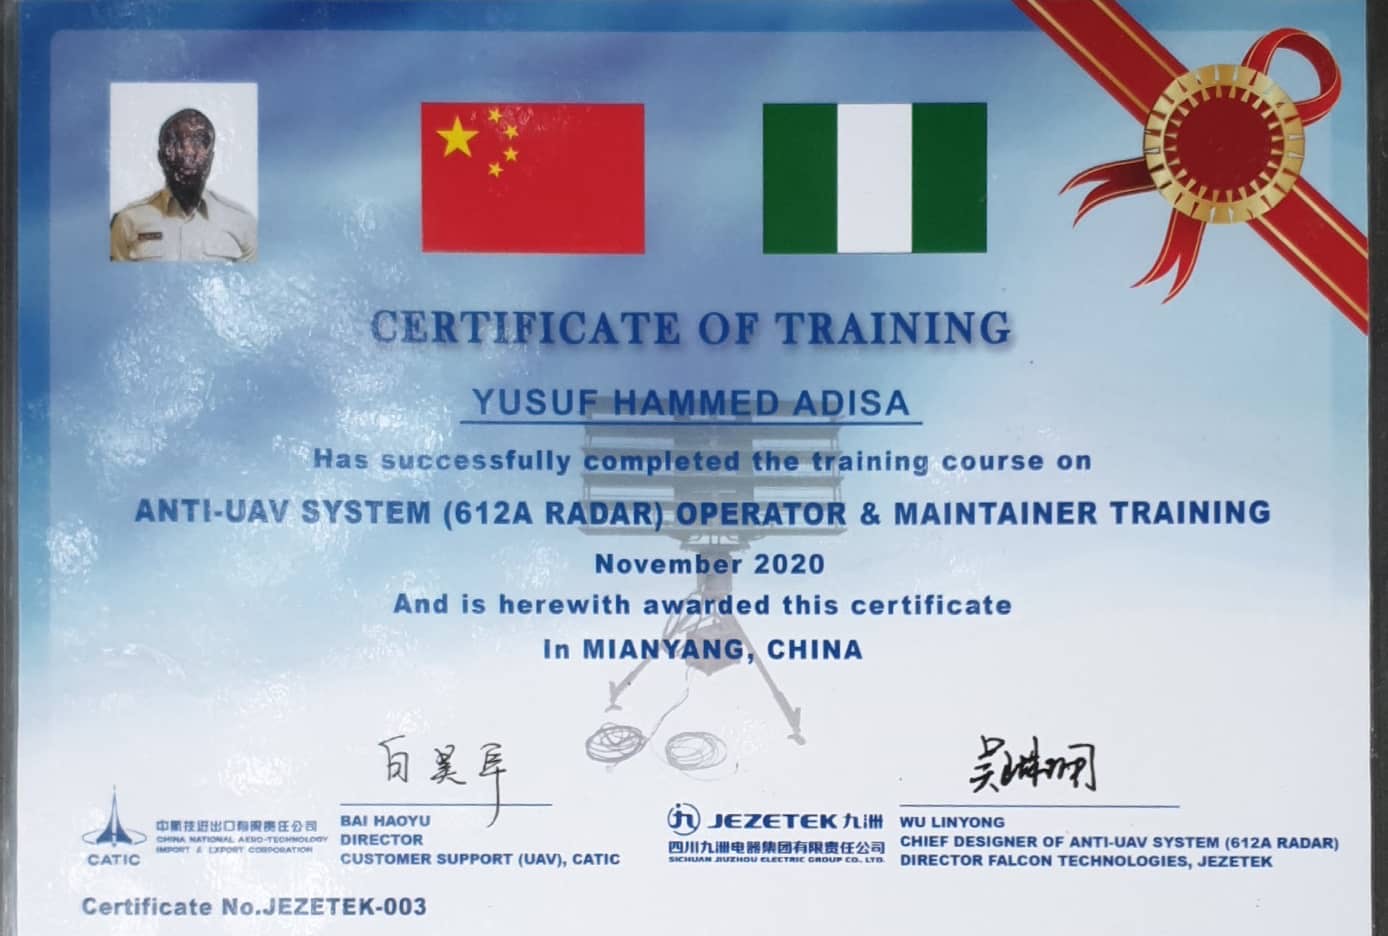 CERTIFICATE OF TRAINING
YUSUF HAMMED ADISA
Has successfully completed the training course on
ANTI-UAV SYSTEM (612A RADAR) OPERATOR & MAINTAINER TRAINING
November 2020
And is herewith awarded this certificate
In MIANYANG, CHINA
白昊宇
BAI HAOYU
DIRECTOR
CUSTOMER SUPPORT (UAV), CATIC
CATIC
中航技进出口有限责任公司
CHINA NATIONAL AERO-TECHNOLOGY
IMPORT & EXPORT CORPORATION
JEZETEK 九洲
四川九洲电器集团有限责任公司
SICHUAN JIUZHOU ELECTRIC GROUP CO., LTD.
WU LINYONG
CHIEF DESIGNER OF ANTI-UAV SYSTEM (612A RADAR)
DIRECTOR FALCON TECHNOLOGIES, JEZETEK
Certificate No.JEZETEK-003